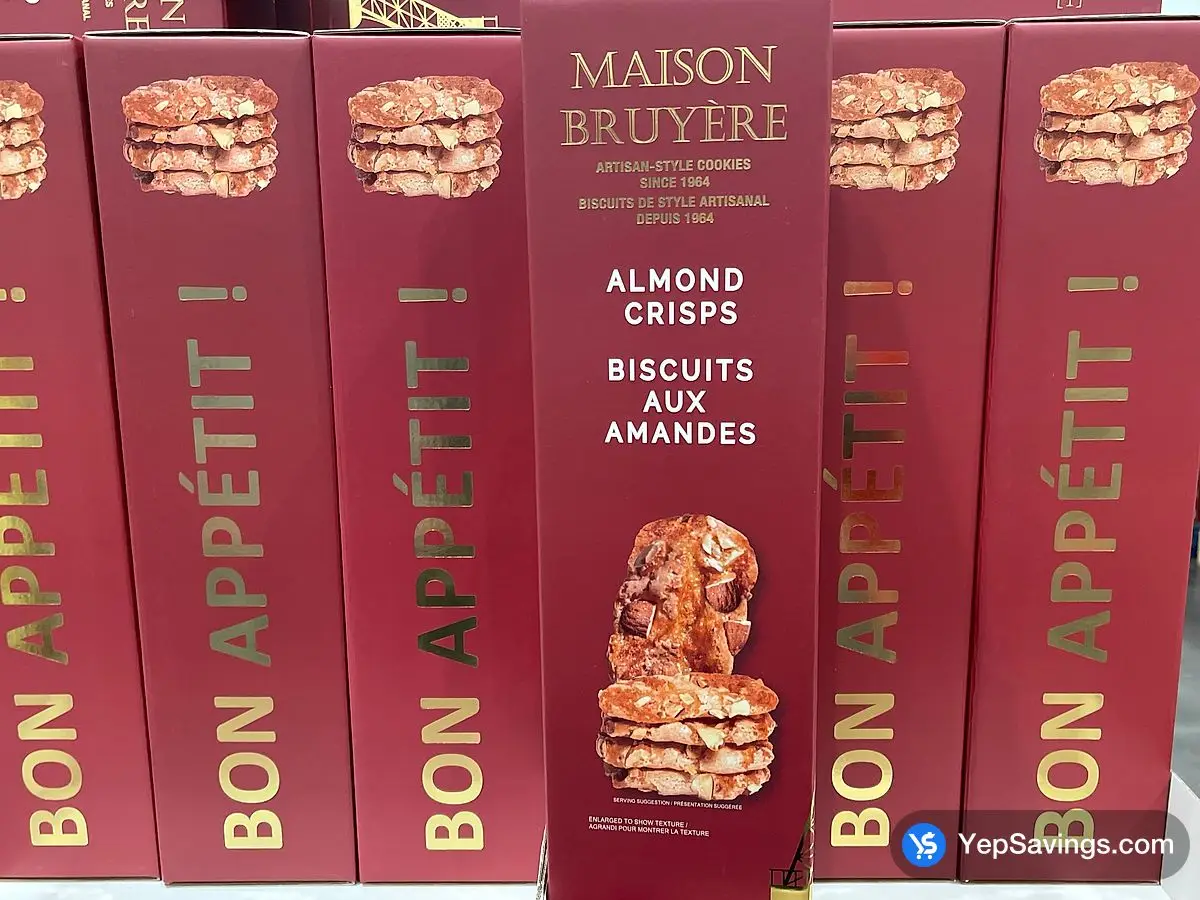 MAISON
BRUYÈRE
ARTISAN-STYLE COOKIES
SINCE 1964
BISCUITS DE STYLE ARTISANAL
DEPUIS 1964
ALMOND
CRISPS
BISCUITS
AUX
AMANDES
SERVING SUGGESTION / PRÉSENTATION SUGGÉRÉE
ENLARGED TO SHOW TEXTURE /
AGRANDI POUR MONTRER LA TEXTURE
BON APPÉTIT !
BON APPÉTIT !
BON APPÉTIT !
BON APPÉTIT !
BON APPÉTIT !
YepSavings.com